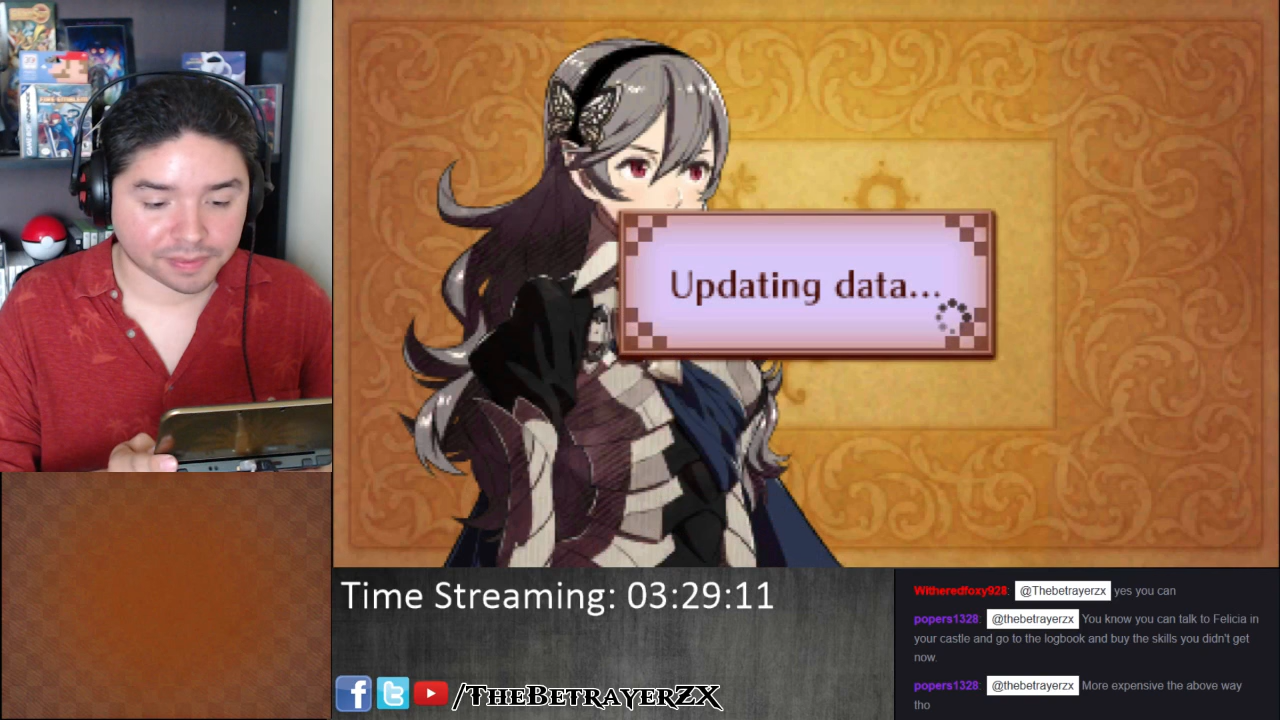 Updating data...
Time Streaming: 03:29:11
/TheBetrayerZX
Witheredfoxy928: @Thebetrayerzx yes you can
popers1328: @thebetrayerzx You know you can talk to Felicia in
your castle and go to the logbook and buy the skills you didn't get
now.
popers1328: @thebetrayerzx More expensive the above way
tho